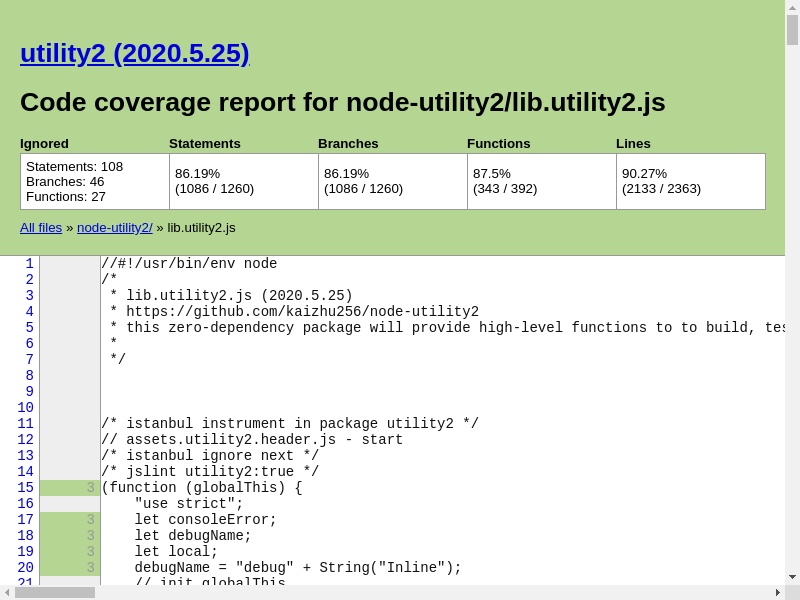 utility2 (2020.5.25)
Code coverage report for node-utility2/lib.utility2.js
Ignored Statements Branches Functions Lines
Statements: 108
Branches: 46
Functions: 27
86.19%
(1086 / 1260)
86.19%
(1086 / 1260)
87.5%
(343 / 392)
90.27%
(2133 / 2363)
All files » node-utility2/ » lib.utility2.js
1 //#!/usr/bin/env node
2 /*
3  * lib.utility2.js (2020.5.25)
4  * https://github.com/kaizhu256/node-utility2
5  * this zero-dependency package will provide high-level functions to to build, tes
6  *
7  */
8
9
10
11 /* istanbul instrument in package utility2 */
12 // assets.utility2.header.js - start
13 /* istanbul ignore next */
14 /* jslint utility2:true */
15 3 (function (globalThis) {
16     "use strict";
17 3     let consoleError;
18 3     let debugName;
19 3     let local;
20 3     debugName = "debug" + String("Inline");
21     // init globalThis